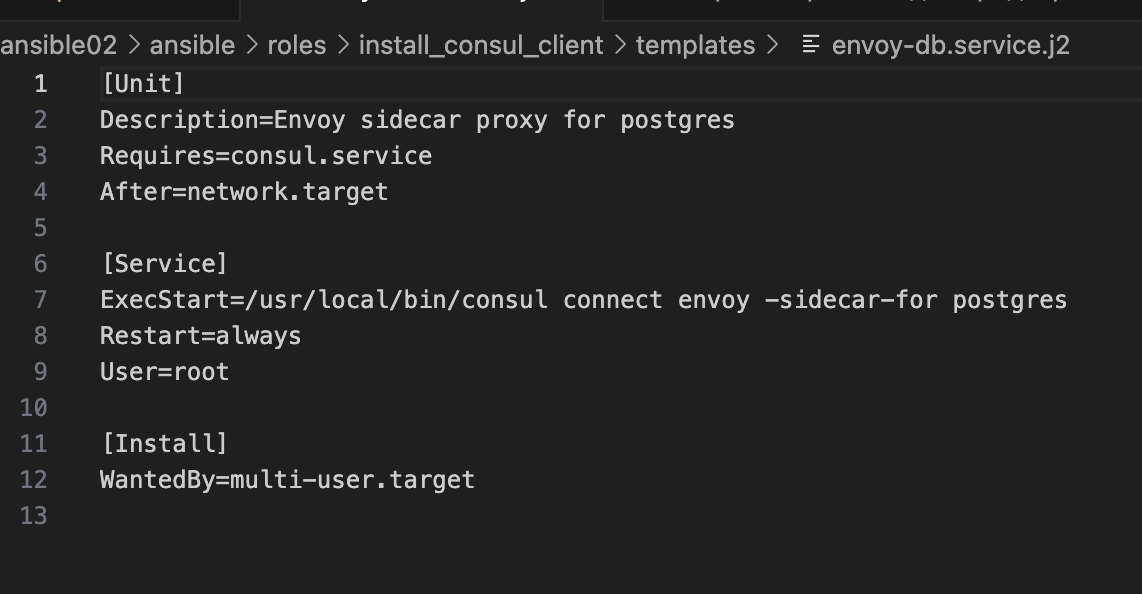 ansible02 > ansible > roles > install_consul_client > templates > envoy-db.service.j2
1 [Unit]
2 Description=Envoy sidecar proxy for postgres
3 Requires=consul.service
4 After=network.target
5
6 [Service]
7 ExecStart=/usr/local/bin/consul connect envoy -sidecar-for postgres
8 Restart=always
9 User=root
10
11 [Install]
12 WantedBy=multi-user.target
13